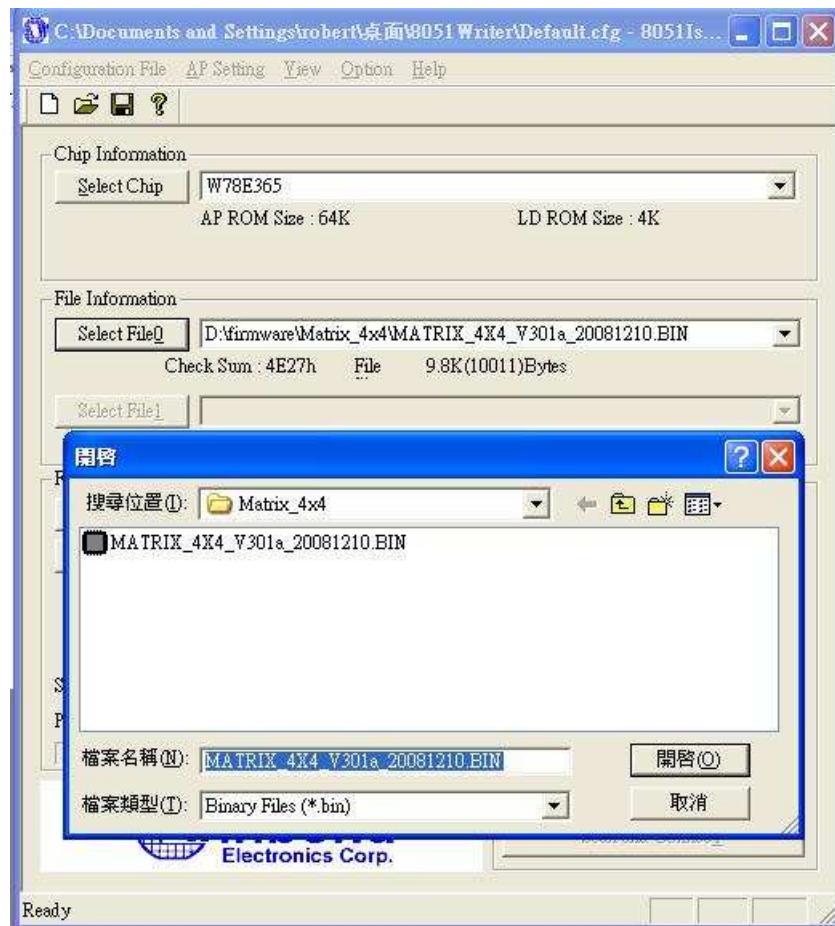 C:\Documents and Settings\robert\桌面\8051Writer\Default.cfg - 8051Is...
Configuration File AP Setting View Option Help
Chip Information
Select Chip W78E365
AP ROM Size : 64K LD ROM Size : 4K
File Information
Select File0 D:\firmware\Matrix_4x4\MATRIX_4X4_V301a_20081210.BIN
Check Sum : 4E27h File 9.8K(10011)Bytes
Select File1
開啓
搜尋位置(I): Matrix_4x4
MATRIX_4X4_V301a_20081210.BIN
S
P
檔案名稱(N): MATRIX_4X4_V301a_20081210.BIN 開啓(O)
檔案類型(T): Binary Files (*.bin) 取消
Electronics Corp.
Ready